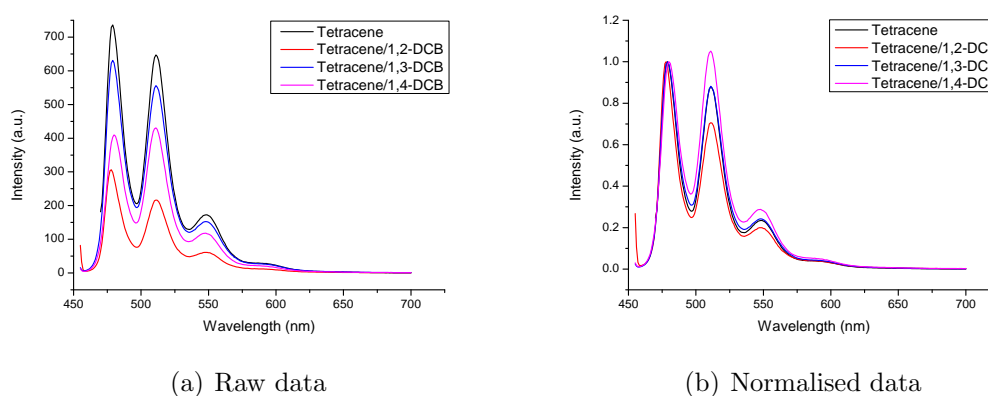 Tetracene
Tetracene/1,2-DCB
Tetracene/1,3-DCB
Tetracene/1,4-DCB
700
600
500
400
300
200
100
0
450 500 550 600 650 700
Intensity (a.u.)
Wavelength (nm)
(a) Raw data
Tetracene
Tetracene/1,2-DC
Tetracene/1,3-DC
Tetracene/1,4-DC
1.2
1.0
0.8
0.6
0.4
0.2
0.0
450 500 550 600 650 700
Intensity (a.u.)
Wavelength (nm)
(b) Normalised data